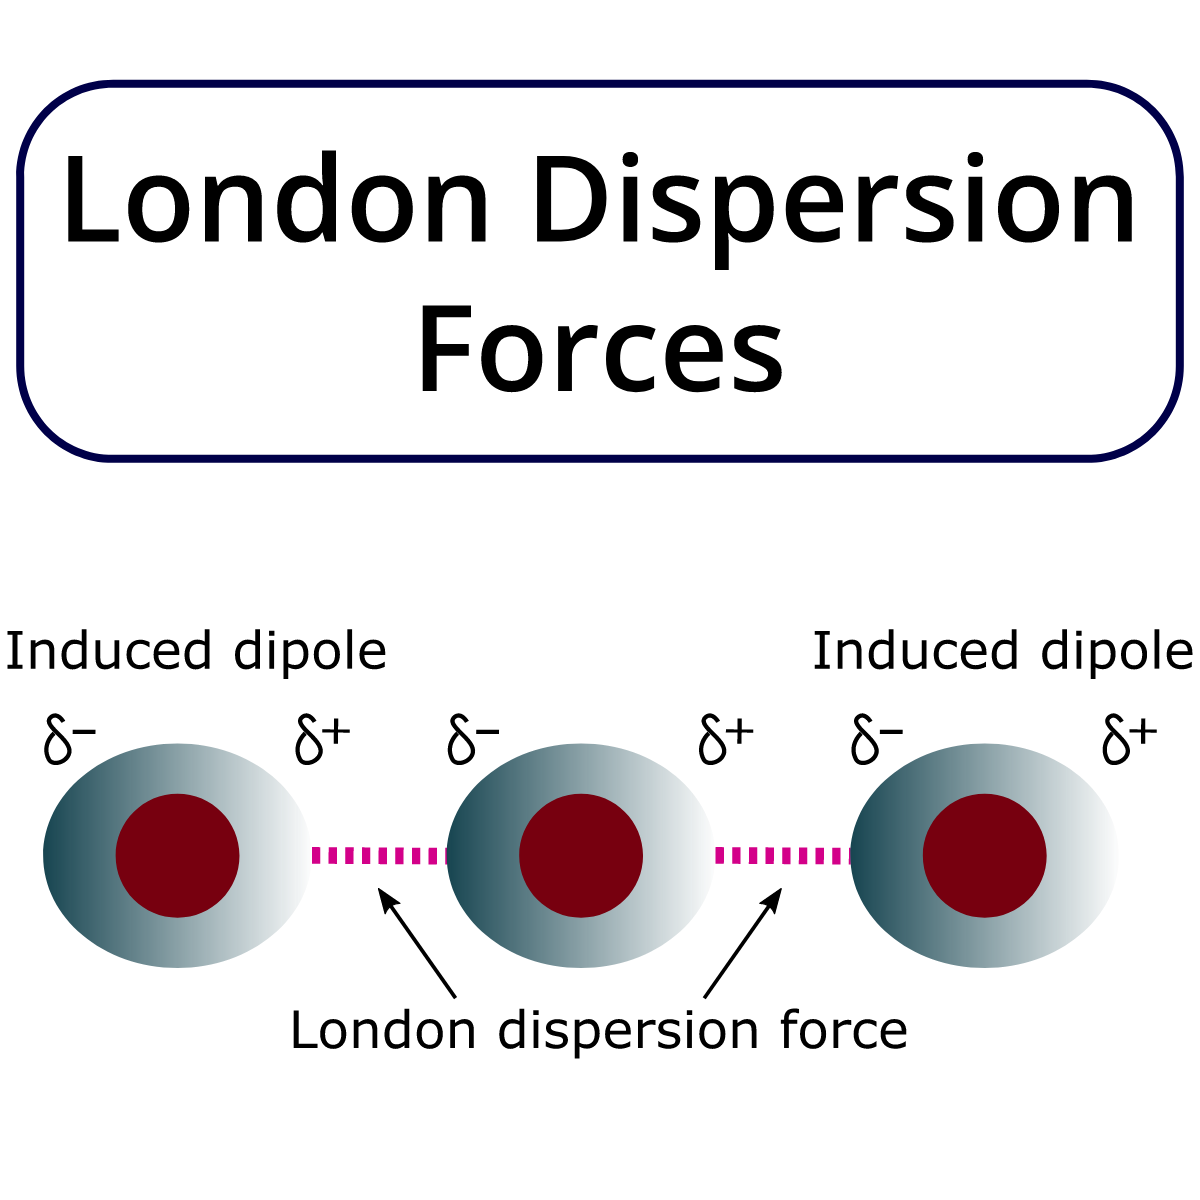 London Dispersion
Forces
Induced dipole Induced dipole
δ− δ+ δ− δ+ δ− δ+
London dispersion force